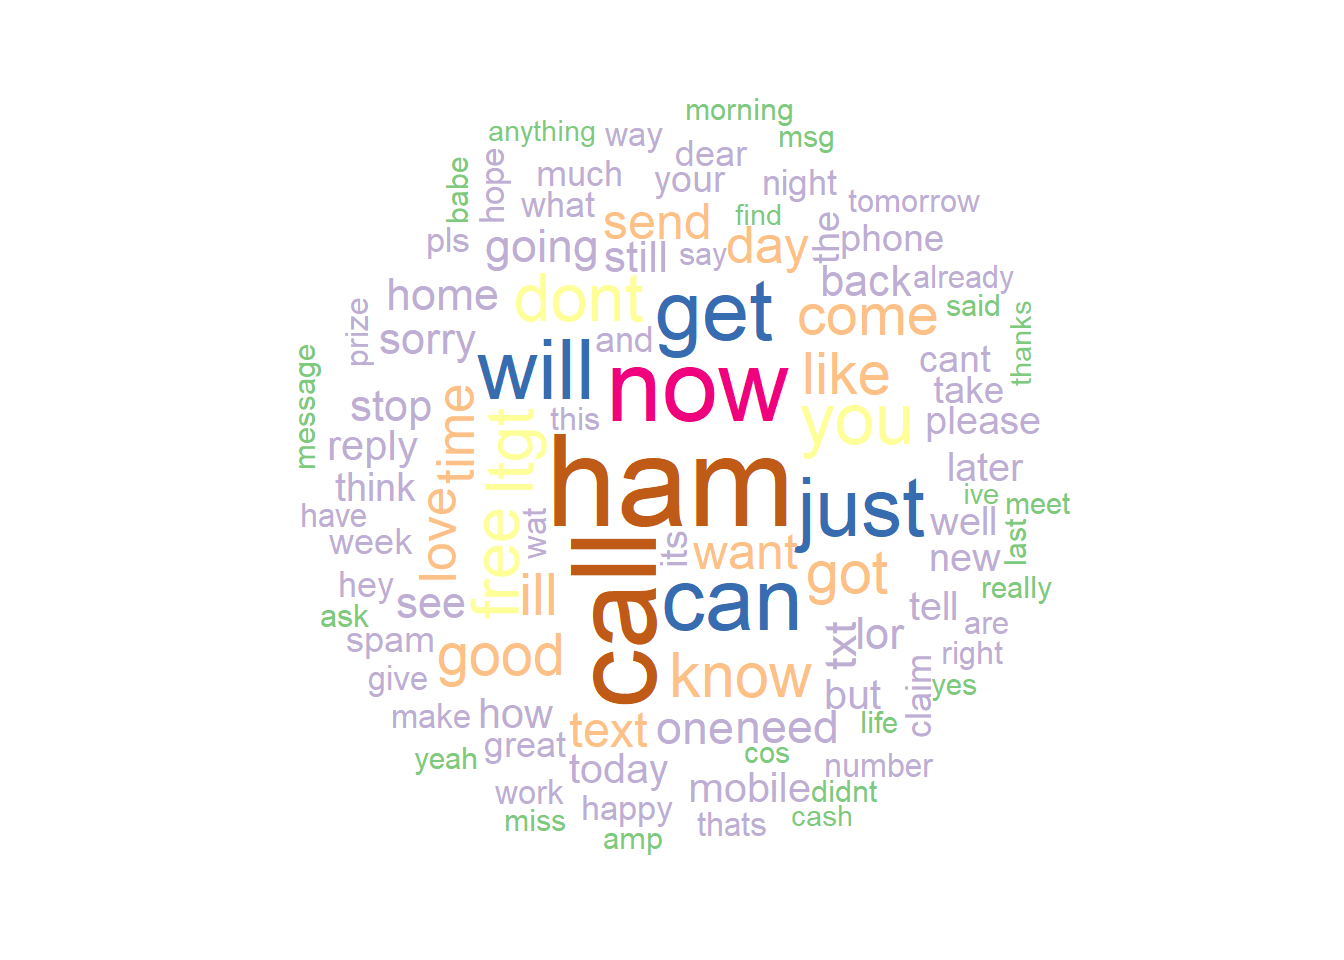 morning
anything way
msg
dear
babe
hope
much your night
what send find
tomorrow
pls going still say day the phone
home dont get back already
prize
sorry will and now come said
thanks
message
stop love time free ltgt this like cant
take
reply you please
think ham later
have wat call its want just ive meet
week well last
hey ill can got new really
ask see tell are
spam good know txt lor right
give claim yes
make how text one need but life
yeah great today cos number
work happy mobile didnt
miss amp thats cash